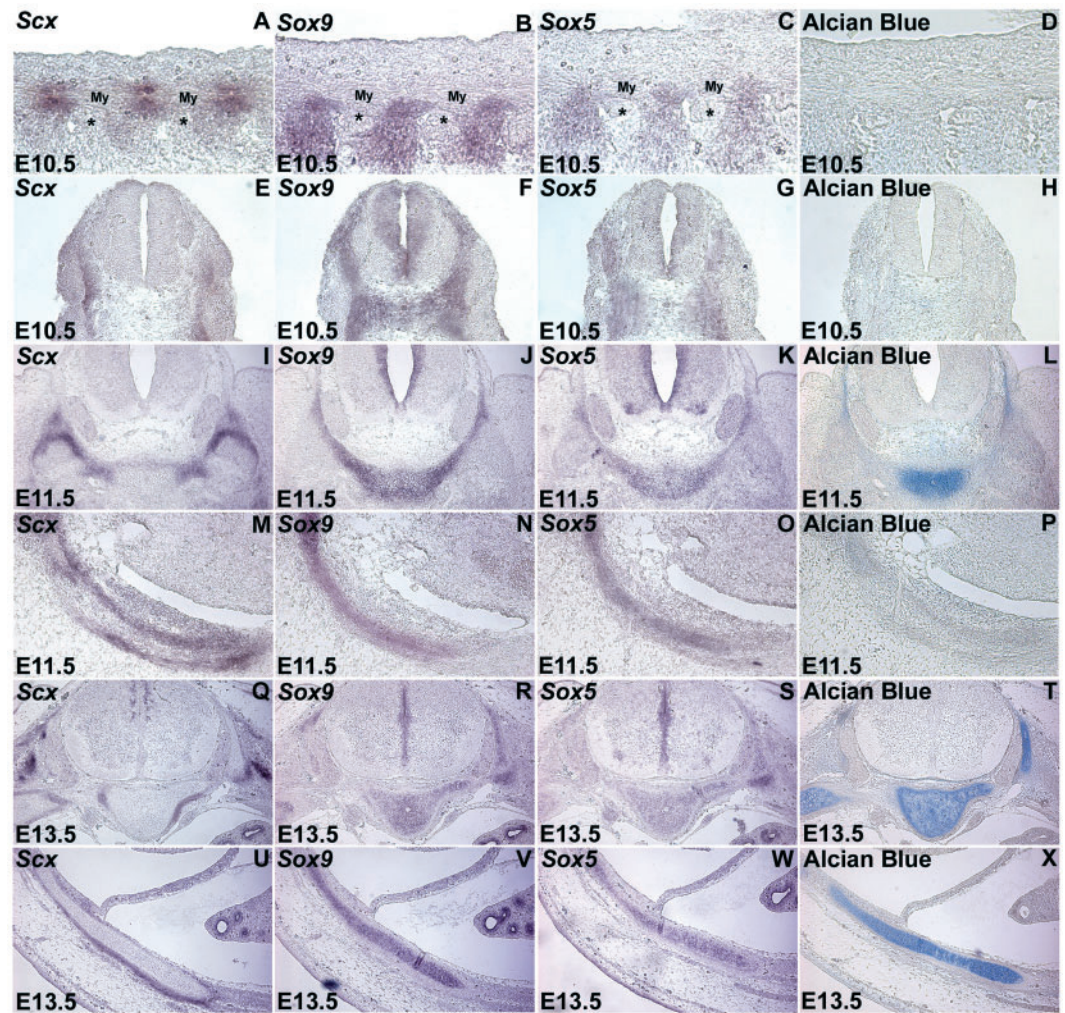 Scx A Sox9 B Sox5 C Alcian Blue D
My My My My My My
* * * * * *
E10.5 E10.5 E10.5 E10.5
Scx E Sox9 F Sox5 G Alcian Blue H
E10.5 E10.5 E10.5 E10.5
Scx I Sox9 J Sox5 K Alcian Blue L
E11.5 E11.5 E11.5 E11.5
Scx M Sox9 N Sox5 O Alcian Blue P
E11.5 E11.5 E11.5 E11.5
Scx Q Sox9 R Sox5 S Alcian Blue T
E13.5 E13.5 E13.5 E13.5
Scx U Sox9 V Sox5 W Alcian Blue X
E13.5 E13.5 E13.5 E13.5